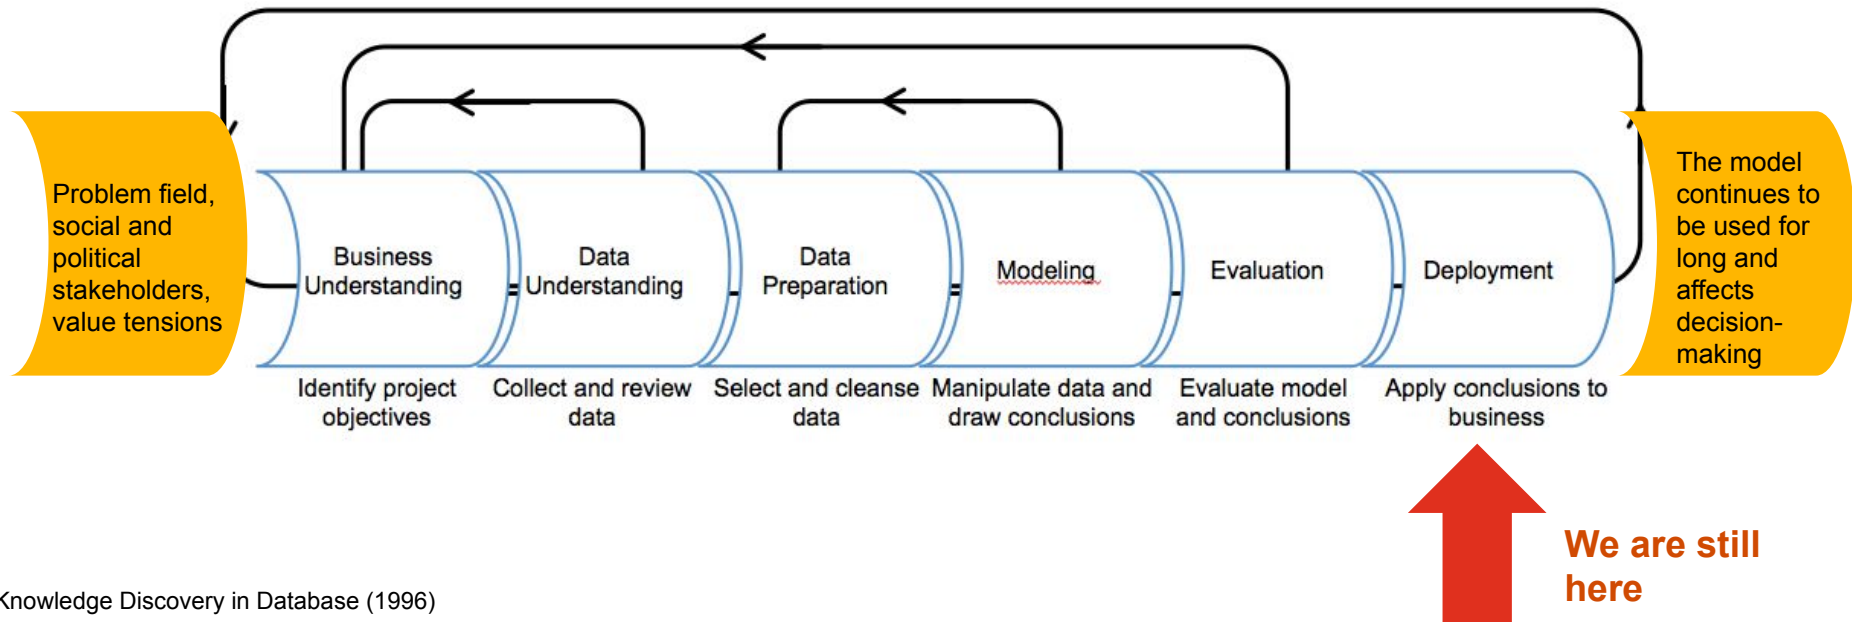 Problem field,
social and
political
stakeholders,
value tensions
Business
Understanding
Data
Understanding
Data
Preparation
Modeling
Evaluation
Deployment
The model
continues to
be used for
long and
affects
decision-
making
Identify project
objectives
Collect and review
data
Select and cleanse
data
Manipulate data and
draw conclusions
Evaluate model
and conclusions
Apply conclusions to
business
We are still
here
Knowledge Discovery in Database (1996)